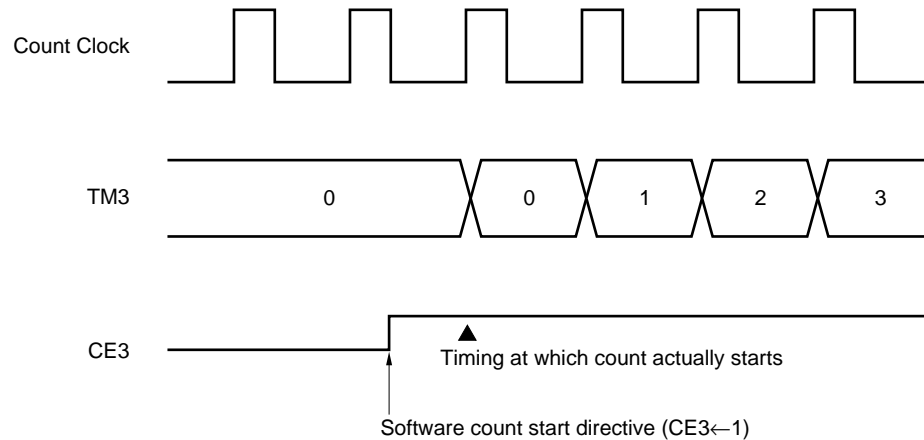 Count Clock
TM3
0
0
1
2
3
CE3
Timing at which count actually starts
Software count start directive (CE3←1)